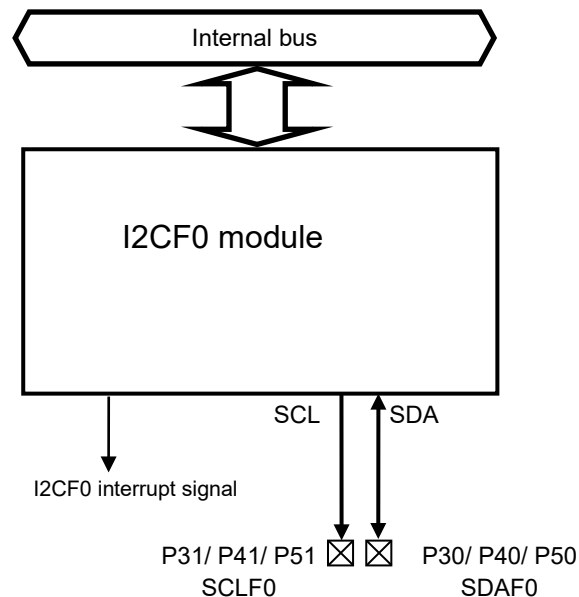 Internal bus
I2CF0 module
SCL
SDA
I2CF0 interrupt signal
P31/ P41/ P51
P30/ P40/ P50
SCLF0
SDAF0